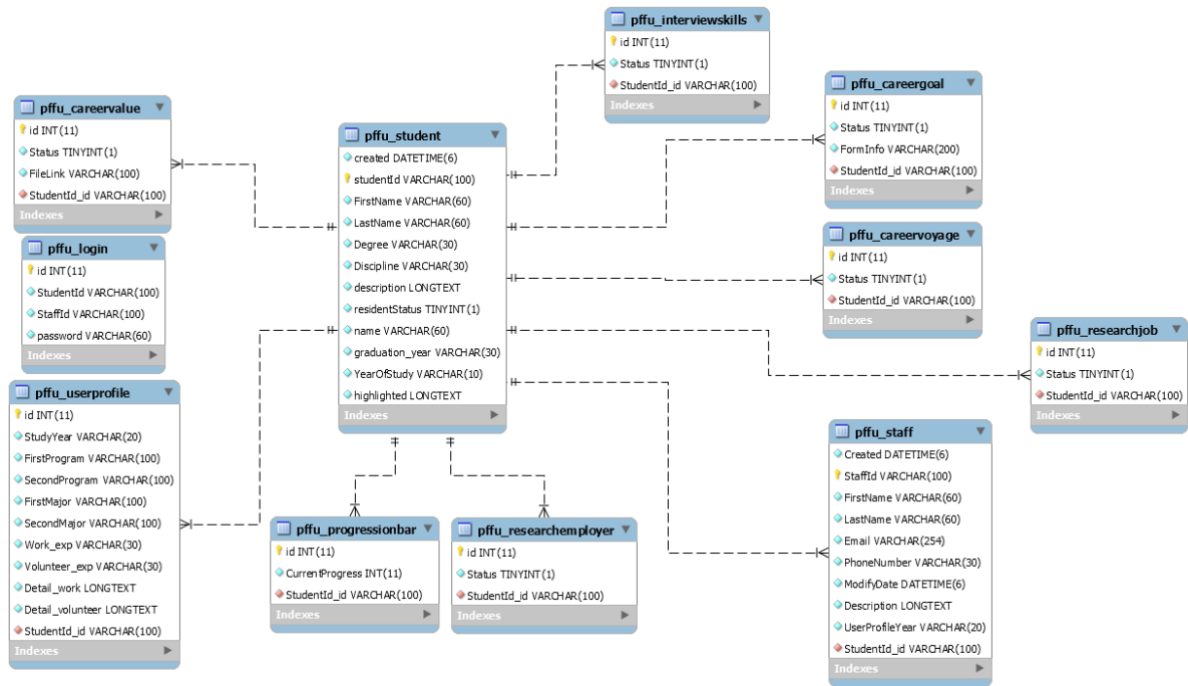 pffu_interviewskills
id INT(11)
Status TINYINT(1)
StudentId_id VARCHAR(100)
Indexes
pffu_careergoal
id INT(11)
Status TINYINT(1)
FormInfo VARCHAR(200)
StudentId_id VARCHAR(100)
Indexes
pffu_careervalue
id INT(11)
Status TINYINT(1)
FileLink VARCHAR(100)
StudentId_id VARCHAR(100)
Indexes
pffu_student
created DATETIME(6)
studentId VARCHAR(100)
FirstName VARCHAR(60)
LastName VARCHAR(60)
Degree VARCHAR(30)
Discipline VARCHAR(30)
description LONGTEXT
residentStatus TINYINT(1)
name VARCHAR(60)
graduation_year VARCHAR(30)
YearOfStudy VARCHAR(10)
highlighted LONGTEXT
Indexes
pffu_careervoyage
id INT(11)
Status TINYINT(1)
StudentId_id VARCHAR(100)
Indexes
pffu_login
id INT(11)
StudentId VARCHAR(100)
StaffId VARCHAR(100)
password VARCHAR(60)
Indexes
pffu_researchjob
id INT(11)
Status TINYINT(1)
StudentId_id VARCHAR(100)
Indexes
pffu_userprofile
id INT(11)
StudyYear VARCHAR(20)
FirstProgram VARCHAR(100)
SecondProgram VARCHAR(100)
FirstMajor VARCHAR(100)
SecondMajor VARCHAR(100)
Work_exp VARCHAR(30)
Volunteer_exp VARCHAR(30)
Detail_work LONGTEXT
Detail_volunteer LONGTEXT
StudentId_id VARCHAR(100)
Indexes
pffu_staff
Created DATETIME(6)
StaffId VARCHAR(100)
FirstName VARCHAR(60)
LastName VARCHAR(60)
Email VARCHAR(254)
PhoneNumber VARCHAR(30)
ModifyDate DATETIME(6)
Description LONGTEXT
UserProfileYear VARCHAR(20)
StudentId_id VARCHAR(100)
Indexes
pffu_progressionbar
id INT(11)
CurrentProgress INT(11)
StudentId_id VARCHAR(100)
Indexes
pffu_researchemployer
id INT(11)
Status TINYINT(1)
StudentId_id VARCHAR(100)
Indexes